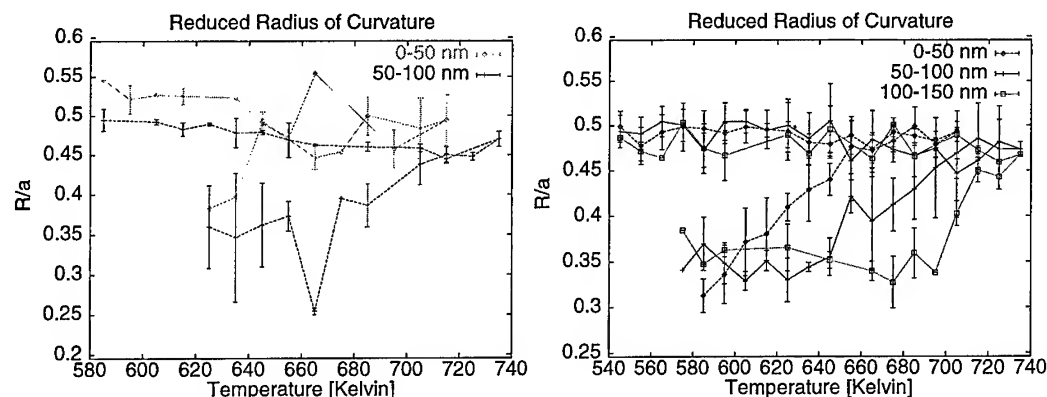 Reduced Radius of Curvature
0.6
0.55
0.5
0.45
0.4
0.35
0.3
0.25
0.2
R/a
0-50 nm
50-100 nm
580 600 620 640 660 680 700 720 740
Temperature [Kelvin]
Reduced Radius of Curvature
0.6
0.55
0.5
0.45
0.4
0.35
0.3
0.25
R/a
0-50 nm
50-100 nm
100-150 nm
540 560 580 600 620 640 660 680 700 720 740
Temperature [Kelvin]